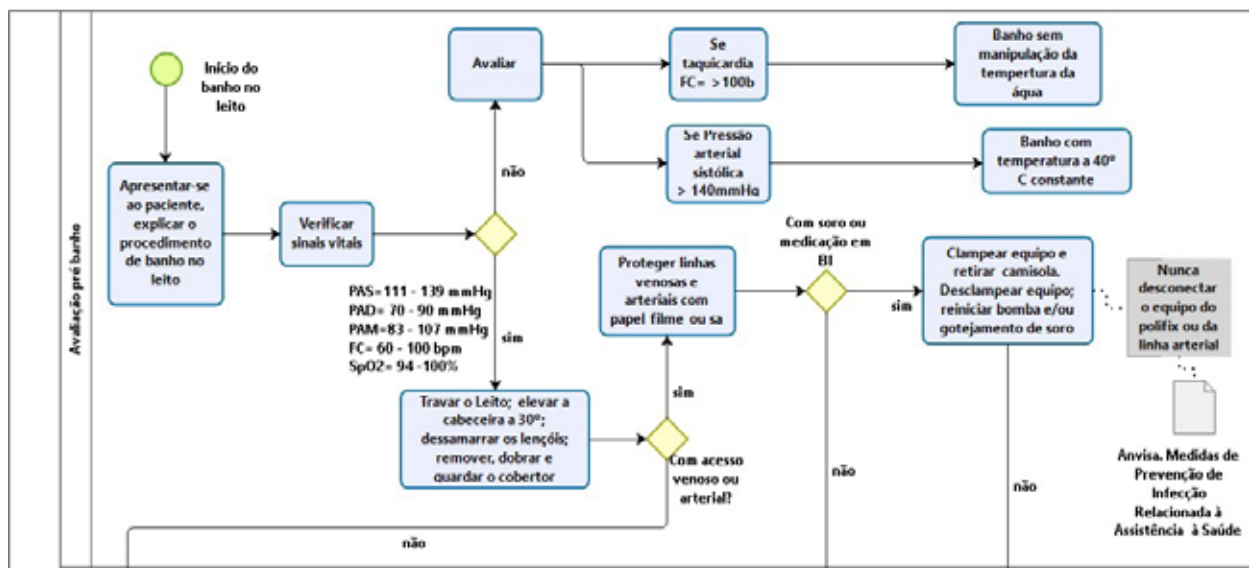 Avaliação pré banho
Início do
banho no
leito
Apresentar-se
ao paciente,
explicar o
procedimento
de banho no
leito
Verificar
sinais vitais
Avaliar
não
Se
taquicardia
FC= >100b
Banho sem
manipulação da
tempertura da
água
Se Pressão
arterial
sistólica
> 140mmHg
Banho com
temperatura a 40º
C constante
PAS=111 - 139 mmHg
PAD= 70 - 90 mmHg
PAM=83 - 107 mmHg
FC= 60 - 100 bpm
SpO2= 94 -100%
sim
Travar o Leito; elevar a
cabeceira a 30º;
dessamarrar os lençóis;
remover, dobrar e
guardar o cobertor
Com acesso
venoso ou
arterial?
não
sim
Proteger linhas
venosas e
arteriais com
papel filme ou sa
Com soro ou
medicação em
BI
sim
não
Clampear equipo e
retirar camisola.
Desclampear equipo;
reiniciar bomba e/ou
gotejamento de soro
não
Nunca
desconectar
o equipo do
polifix ou da
linha arterial
Anvisa. Medidas de
Prevenção de
Infecção
Relacionada à
Assistência à Saúde